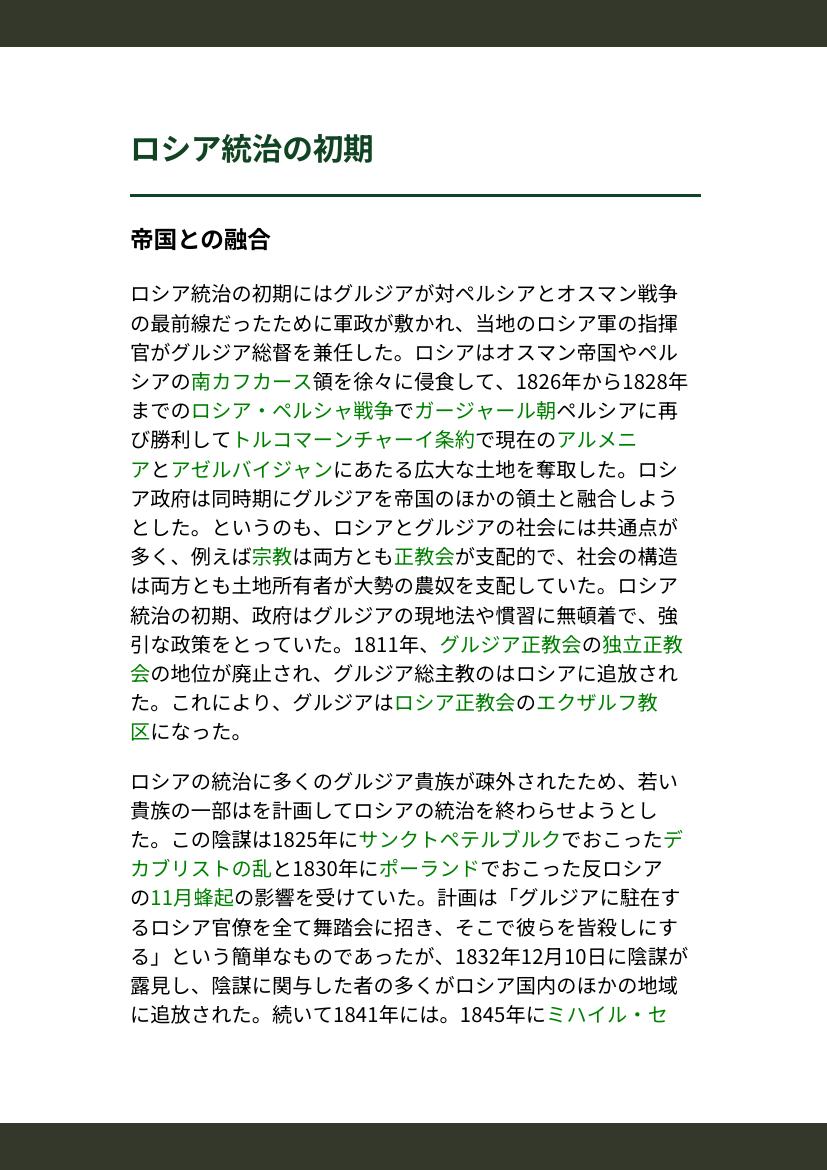 ロシア統治の初期
帝国との融合
ロシア統治の初期にはグルジアが対ペルシアとオスマン戦争
の最前線だったために軍政が敷かれ、当地のロシア軍の指揮
官がグルジア総督を兼任した。ロシアはオスマン帝国やペル
シアの南カフカース領を徐々に侵食して、1826年から1828年
までのロシア・ペルシャ戦争でガージャール朝ペルシアに再
び勝利してトルコマーンチャーイ条約で現在のアルメニ
アとアゼルバイジャンにあたる広大な土地を奪取した。ロシ
ア政府は同時期にグルジアを帝国のほかの領土と融合しよう
とした。というのも、ロシアとグルジアの社会には共通点が
多く、例えば宗教は両方とも正教会が支配的で、社会の構造
は両方とも土地所有者が大勢の農奴を支配していた。ロシア
統治の初期、政府はグルジアの現地法や慣習に無頓着で、強
引な政策をとっていた。1811年、グルジア正教会の独立正教
会の地位が廃止され、グルジア総主教のはロシアに追放され
た。これにより、グルジアはロシア正教会のエクザルフ教
区になった。
ロシアの統治に多くのグルジア貴族が疎外されたため、若い
貴族の一部はを計画してロシアの統治を終わらせようとし
た。この陰謀は1825年にサンクトペテルブルクでおこったデ
カブリストの乱と1830年にポーランドでおこった反ロシア
の11月蜂起の影響を受けていた。計画は「グルジアに駐在す
るロシア官僚を全て舞踏会に招き、そこで彼らを皆殺しにす
る」という簡単なものであったが、1832年12月10日に陰謀が
露見し、陰謀に関与した者の多くがロシア国内のほかの地域
に追放された。続いて1841年には。1845年にミハイル・セ